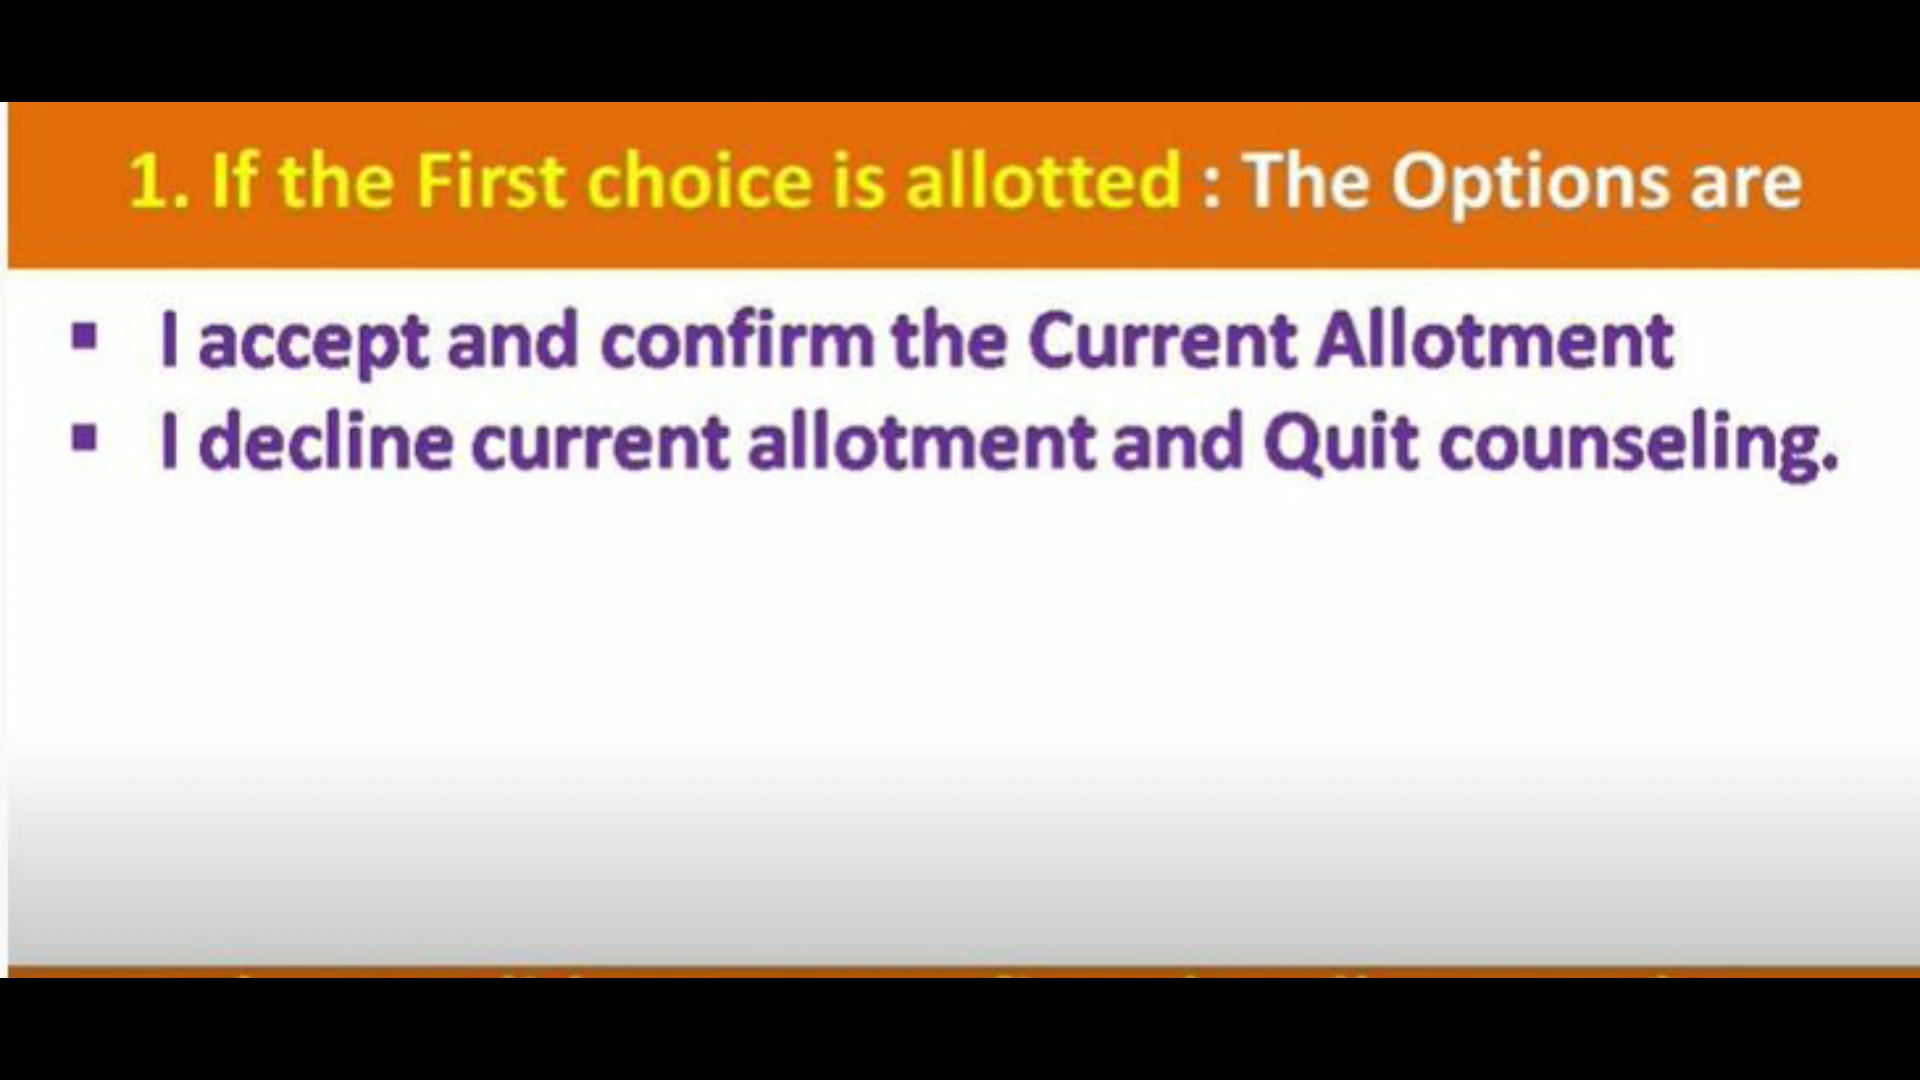 1. If the First choice is allotted : The Options are
▪ I accept and confirm the Current Allotment
▪ I decline current allotment and Quit counseling.